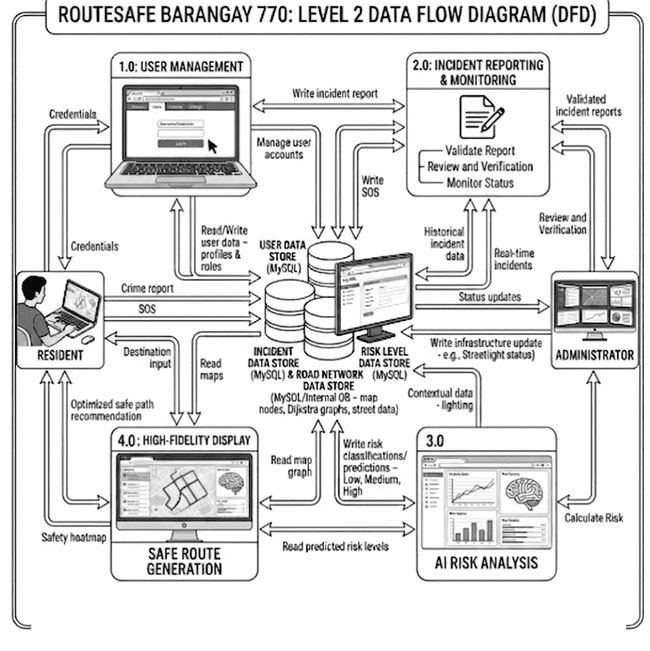 ROUTESAFE BARANGAY 770: LEVEL 2 DATA FLOW DIAGRAM (DFD)
1.0: USER MANAGEMENT
2.0: INCIDENT REPORTING
& MONITORING
Credentials
Write incident report
Validated
incident reports
Manage user
accounts
Validate Report
Review and Verification
Monitor Status
Write
SOS
Credentials
Read/Write
user data –
profiles &
roles
USER DATA
STORE
(MySQL)
Historical
incident
data
Real-time
incidents
Review and
Verification
Crime report
SOS
Status updates
RESIDENT
ADMINISTRATOR
Destination
input
Read
maps
INCIDENT
DATA STORE
(MySQL)
RISK LEVEL
DATA STORE
(MySQL)
& ROAD NETWORK
DATA STORE
(MySQL/Internal OB – map
nodes, Dijkstra graphs, street data)
Write infrastructure update
- e.g., Streetlight status)
Contextual data
- lighting
Optimized safe path
recommendation
4.0: HIGH-FIDELITY DISPLAY
3.0
Read map
graph
Write risk
classifications/
predictions –
Low, Medium,
High
Safety heatmap
SAFE ROUTE
GENERATION
Read predicted risk levels
AI RISK ANALYSIS
Calculate Risk